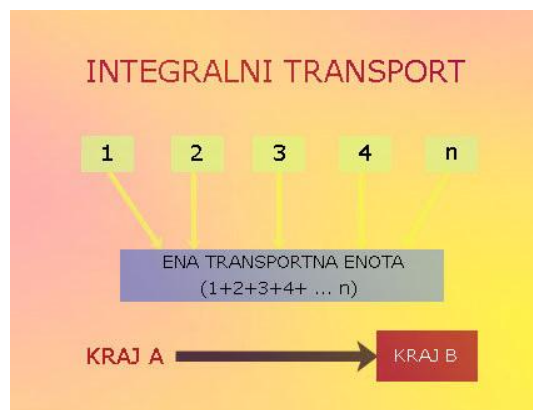 INTEGRALNI TRANSPORT
1 2 3 4 n
ENA TRANSPORTNA ENOTA
(1+2+3+4+ ... n)
KRAJ A KRAJ B